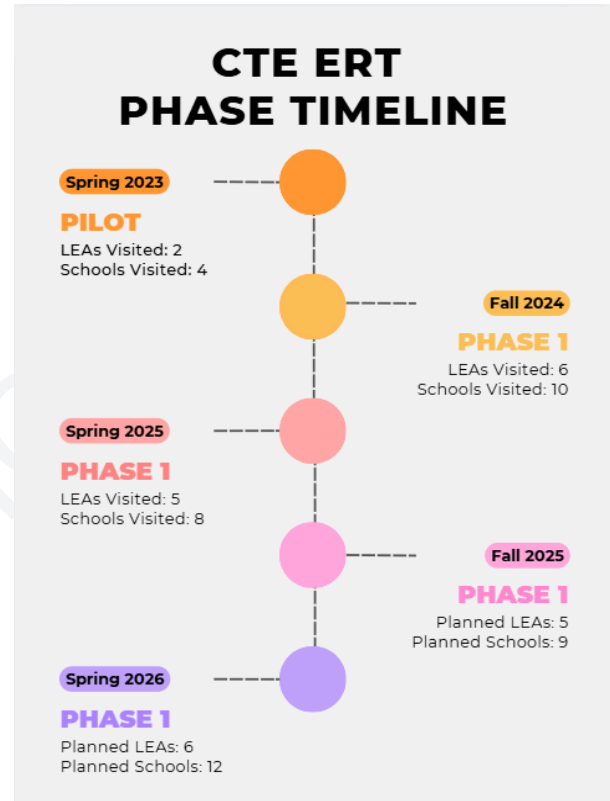 CTE ERT
PHASE TIMELINE
Spring 2023
PILOT
LEAs Visited: 2
Schools Visited: 4
Fall 2024
PHASE 1
LEAs Visited: 6
Schools Visited: 10
Spring 2025
PHASE 1
LEAs Visited: 5
Schools Visited: 8
Fall 2025
PHASE 1
Planned LEAs: 5
Planned Schools: 9
Spring 2026
PHASE 1
Planned LEAs: 6
Planned Schools: 12